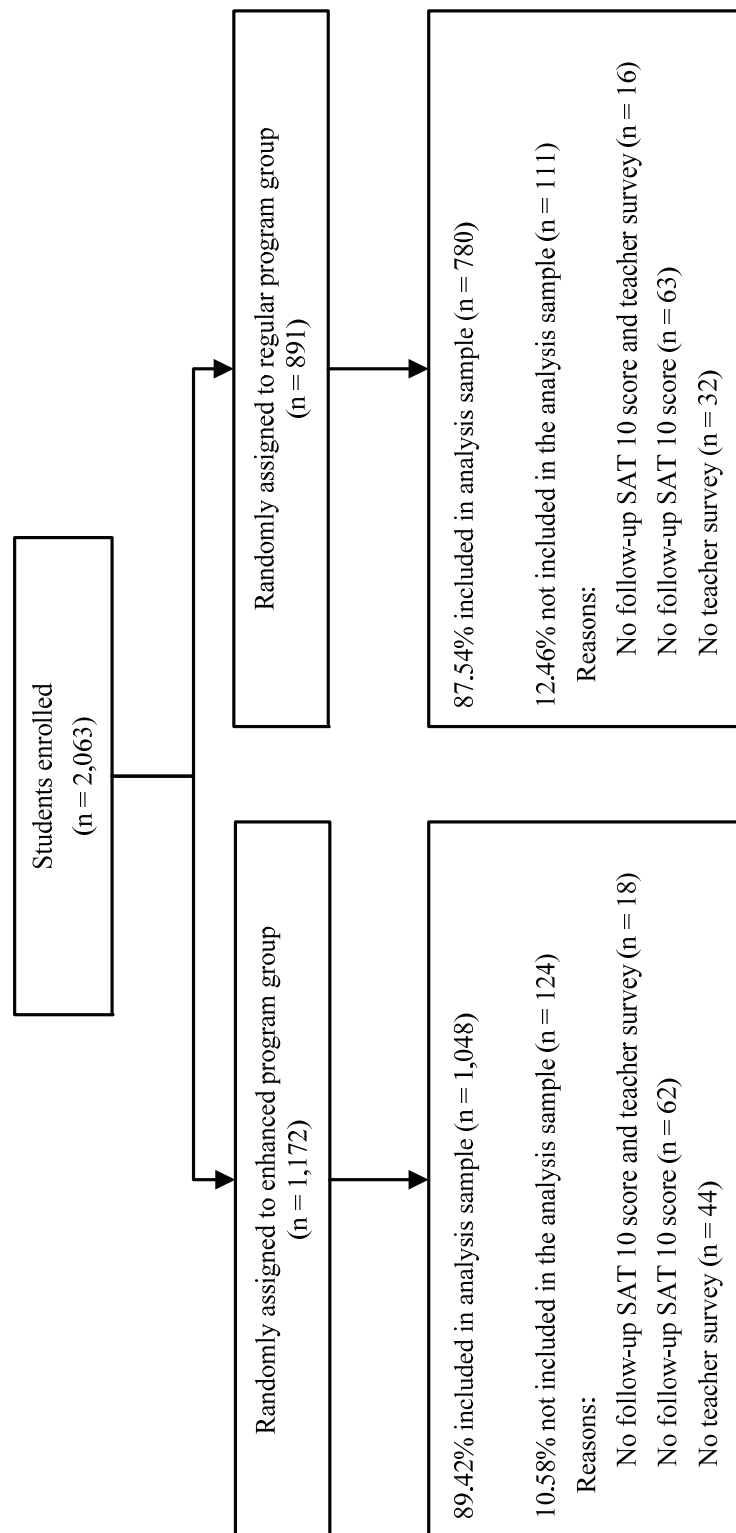 Students enrolled
(n = 2,063)
Randomly assigned to enhanced program group
(n = 1,172)
Randomly assigned to regular program group
(n = 891)
89.42% included in analysis sample (n = 1,048)
10.58% not included in the analysis sample (n = 124)
Reasons:
No follow-up SAT 10 score and teacher survey (n = 18)
No follow-up SAT 10 score (n = 62)
No teacher survey (n = 44)
87.54% included in analysis sample (n = 780)
12.46% not included in the analysis sample (n = 111)
Reasons:
No follow-up SAT 10 score and teacher survey (n = 16)
No follow-up SAT 10 score (n = 63)
No teacher survey (n = 32)